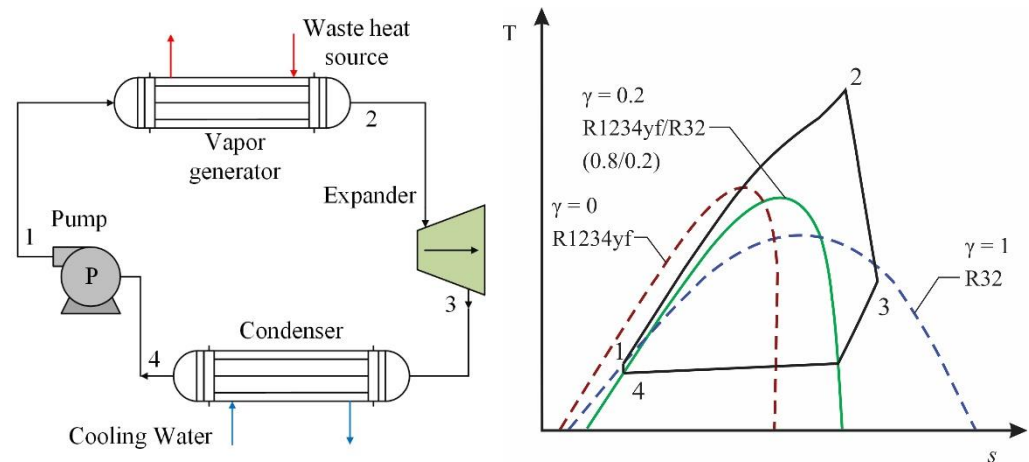 Waste heat
source
2
Vapor
generator
Expander
Pump
1
P
3
Condenser
4
Cooling Water
T
2
γ = 0.2
R1234yf/R32
(0.8/0.2)
γ = 0
R1234yf
γ = 1
R32
3
1
4
s